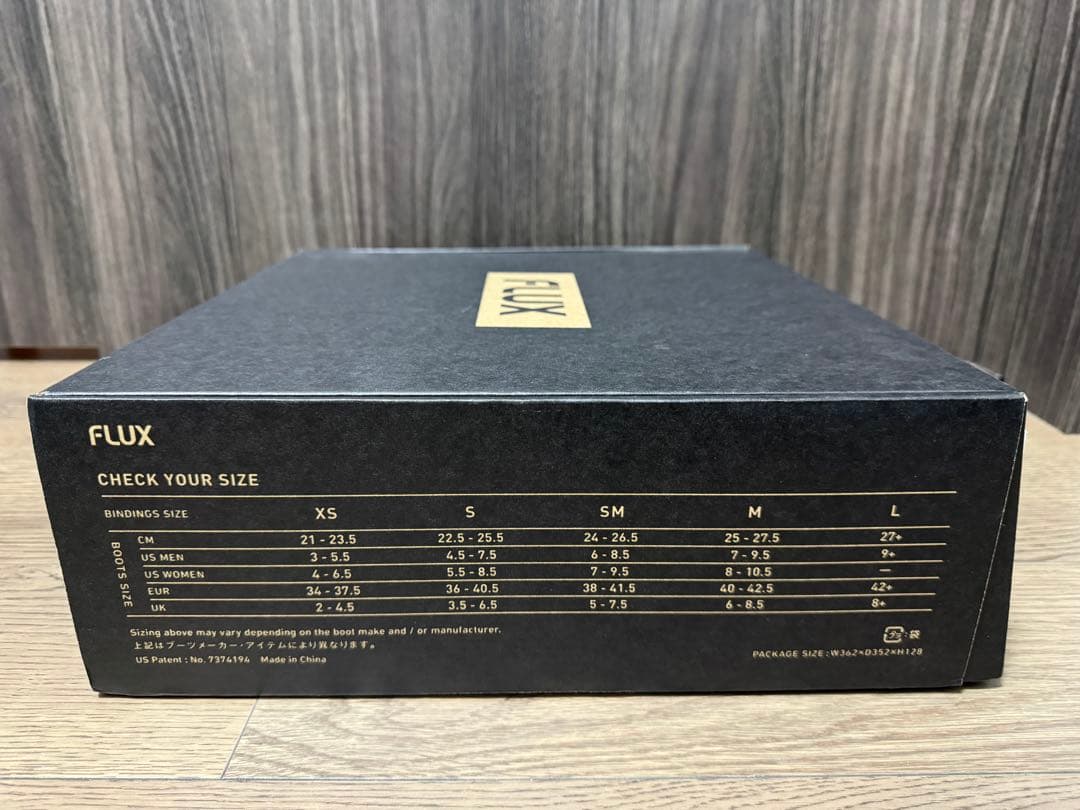 FLUX
FLUX
CHECK YOUR SIZE
BINDINGS SIZE XS S SM M L
BOOTS SIZE
CM 21 - 23.5 22.5 - 25.5 24 - 26.5 25 - 27.5 27+
US MEN 3 - 5.5 4.5 - 7.5 6 - 8.5 7 - 9.5 9+
US WOMEN 4 - 6.5 5.5 - 8.5 7 - 9.5 8 - 10.5 —
EUR 34 - 37.5 36 - 40.5 38 - 41.5 40 - 42.5 42+
UK 2 - 4.5 3.5 - 6.5 5 - 7.5 6 - 8.5 8+
Sizing above may vary depending on the boot make and / or manufacturer.
上記はブーツメーカー・アイテムにより異なります。
プラ:袋
US Patent : No. 7374194 Made in China
PACKAGE SIZE : W362×D352×H128